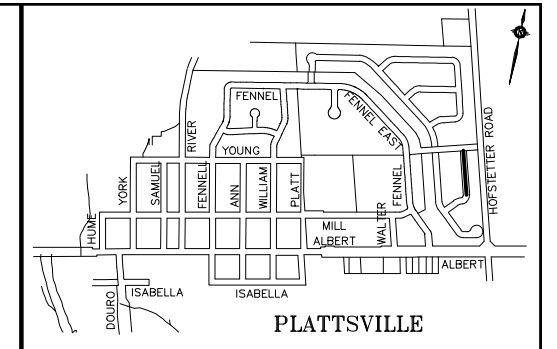 FENNEL
FENNEL EAST
HOFSTETTER ROAD
RIVER
YOUNG
YORK
SAMUEL
FENNELL
ANN
WILLIAM
PLATT
FENNEL
HUME
MILL
WALTER
ALBERT
ALBERT
ISABELLA
ISABELLA
DOURO
PLATTSVILLE